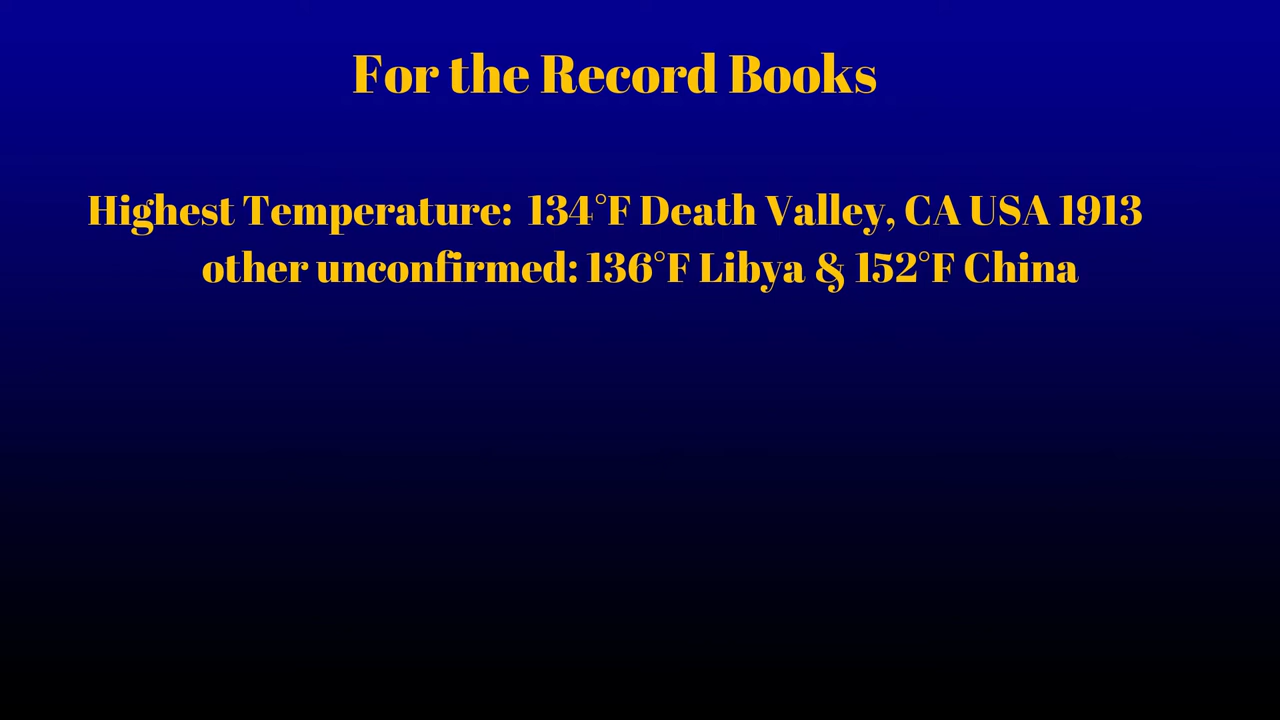 For the Record Books
Highest Temperature: 134°F Death Valley, CA USA 1913
other unconfirmed: 136°F Libya & 152°F China